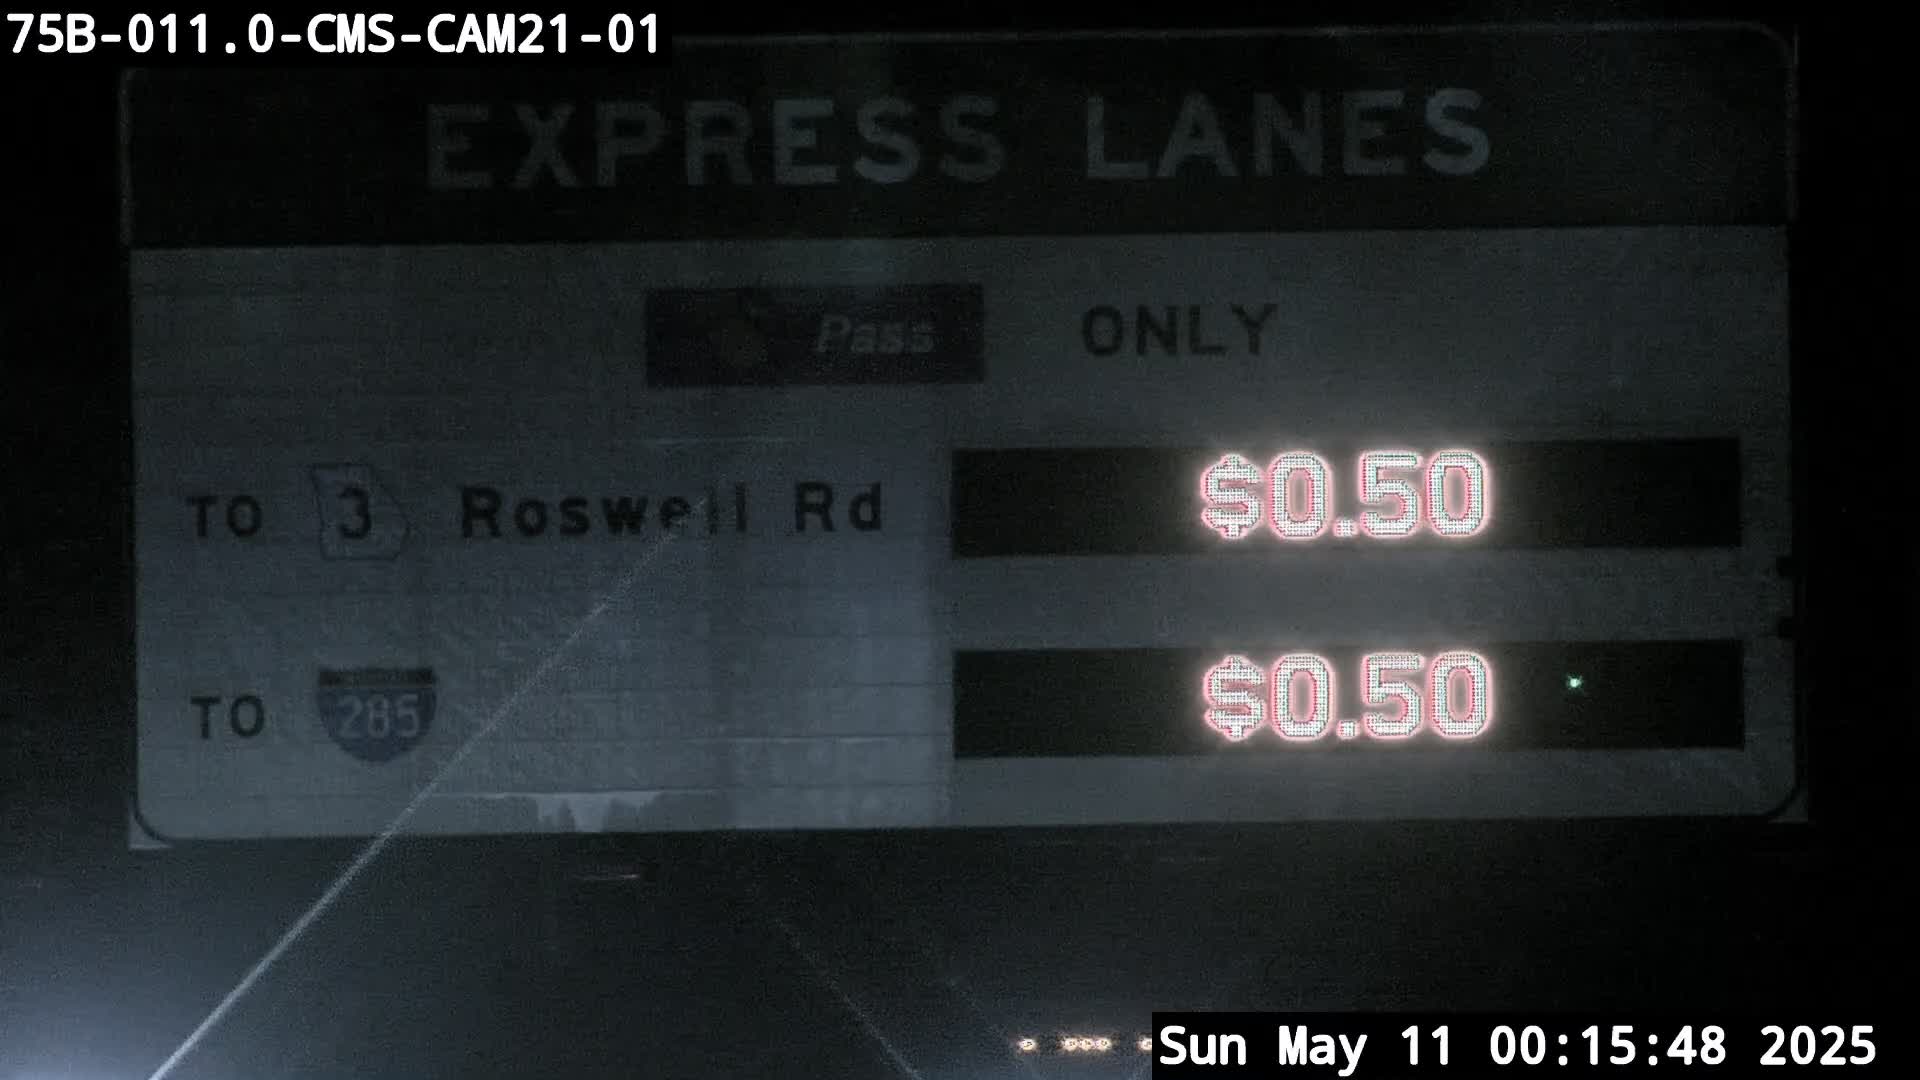 75B-011.0-CMS-CAM21-01
EXPRESS LANES
Pass ONLY
TO 3 Roswell Rd $0.50
TO 285 $0.50
Sun May 11 00:15:48 2025